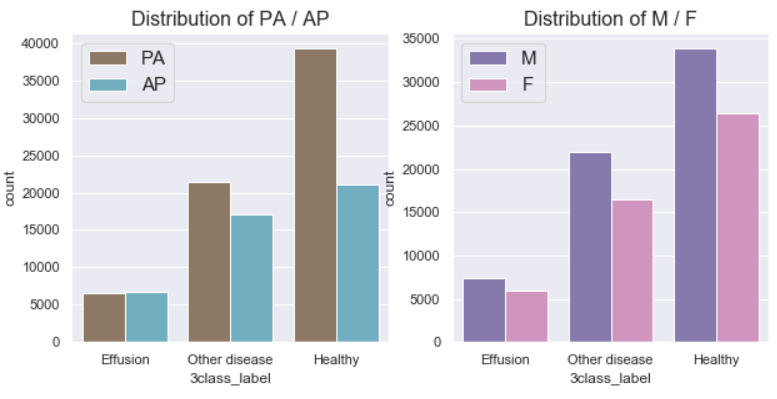 Distribution of PA / AP
40000
35000
30000
25000
20000
15000
10000
5000
0
count
PA
AP
Effusion
Other disease
Healthy
3class_label
Distribution of M / F
35000
30000
25000
20000
15000
10000
5000
0
count
M
F
Effusion
Other disease
Healthy
3class_label